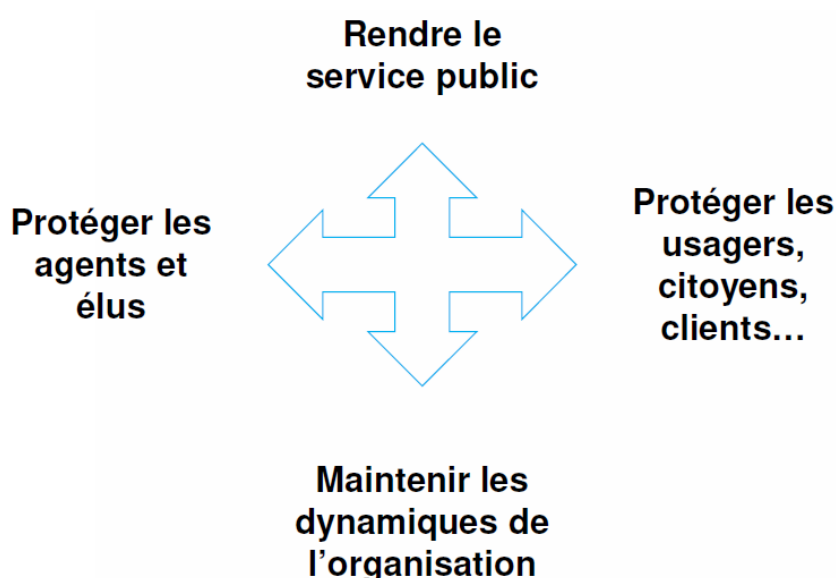 Rendre le
service public
Protéger les
agents et
élus
Protéger les
usagers,
citoyens,
clients...
Maintenir les
dynamiques de
l'organisation